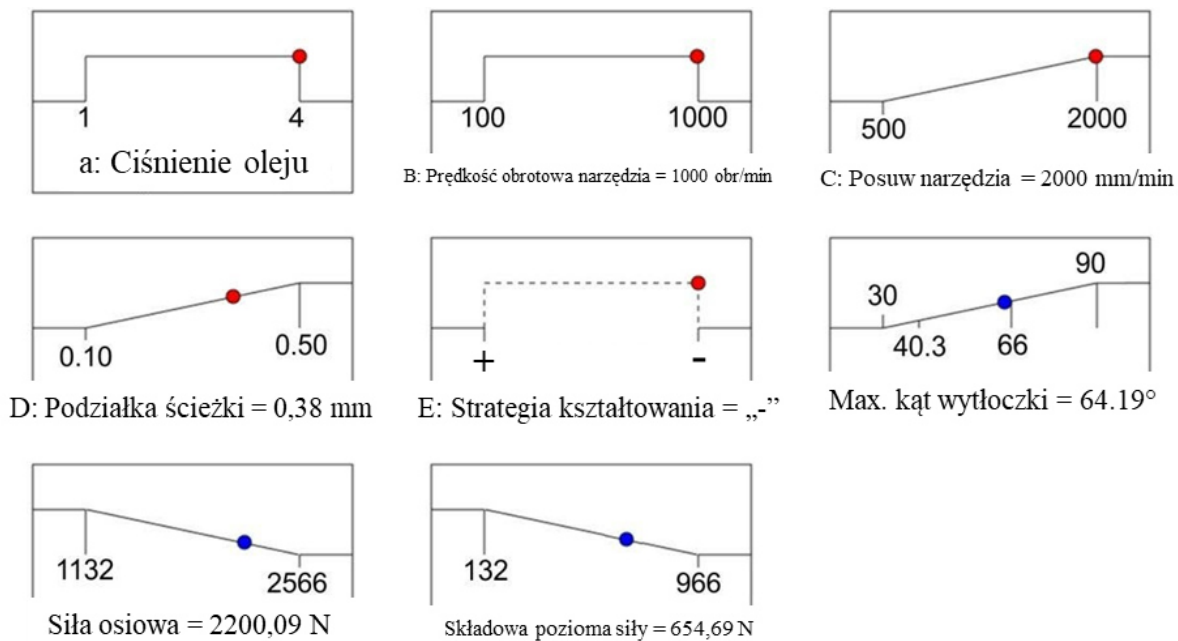 1
4
a: Ciśnienie oleju
100
1000
B: Prędkość obrotowa narzędzia = 1000 obr/min
500
2000
C: Posuw narzędzia = 2000 mm/min
0.10
0.50
D: Podziałka ścieżki = 0,38 mm
+
-
E: Strategia kształtowania = „-”
30
90
40.3
66
Max. kąt wytłoczki = 64.19°
1132
2566
Siła osiowa = 2200,09 N
132
966
Składowa pozioma siły = 654,69 N